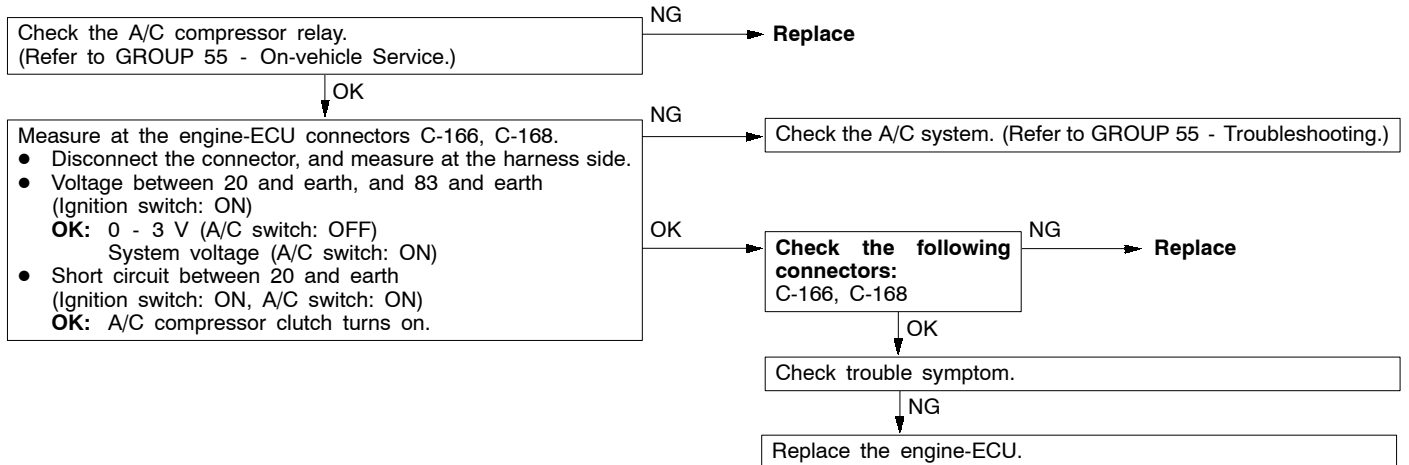 Check the A/C compressor relay.
(Refer to GROUP 55 - On-vehicle Service.)
NG
Replace
OK
Measure at the engine-ECU connectors C-166, C-168.
● Disconnect the connector, and measure at the harness side.
● Voltage between 20 and earth, and 83 and earth
(Ignition switch: ON)
OK: 0 - 3 V (A/C switch: OFF)
System voltage (A/C switch: ON)
● Short circuit between 20 and earth
(Ignition switch: ON, A/C switch: ON)
OK: A/C compressor clutch turns on.
NG
Check the A/C system. (Refer to GROUP 55 - Troubleshooting.)
OK
Check the following
connectors:
C-166, C-168
NG
Replace
OK
Check trouble symptom.
NG
Replace the engine-ECU.